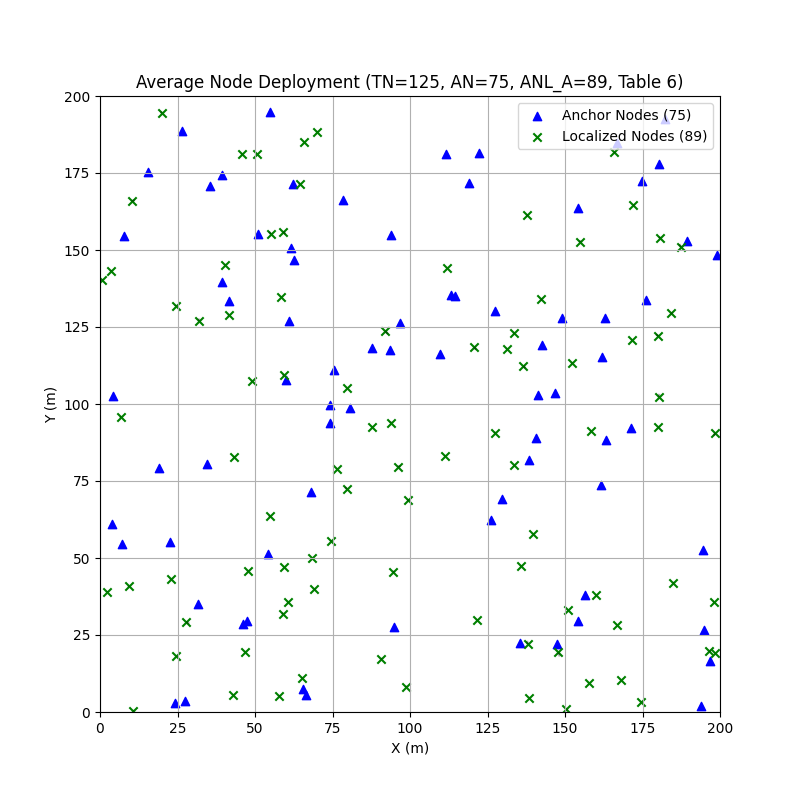 Average Node Deployment (TN=125, AN=75, ANL_A=89, Table 6)
Anchor Nodes (75)
Localized Nodes (89)
Y (m)
200
175
150
125
100
75
50
25
0
0 25 50 75 100 125 150 175 200
X (m)